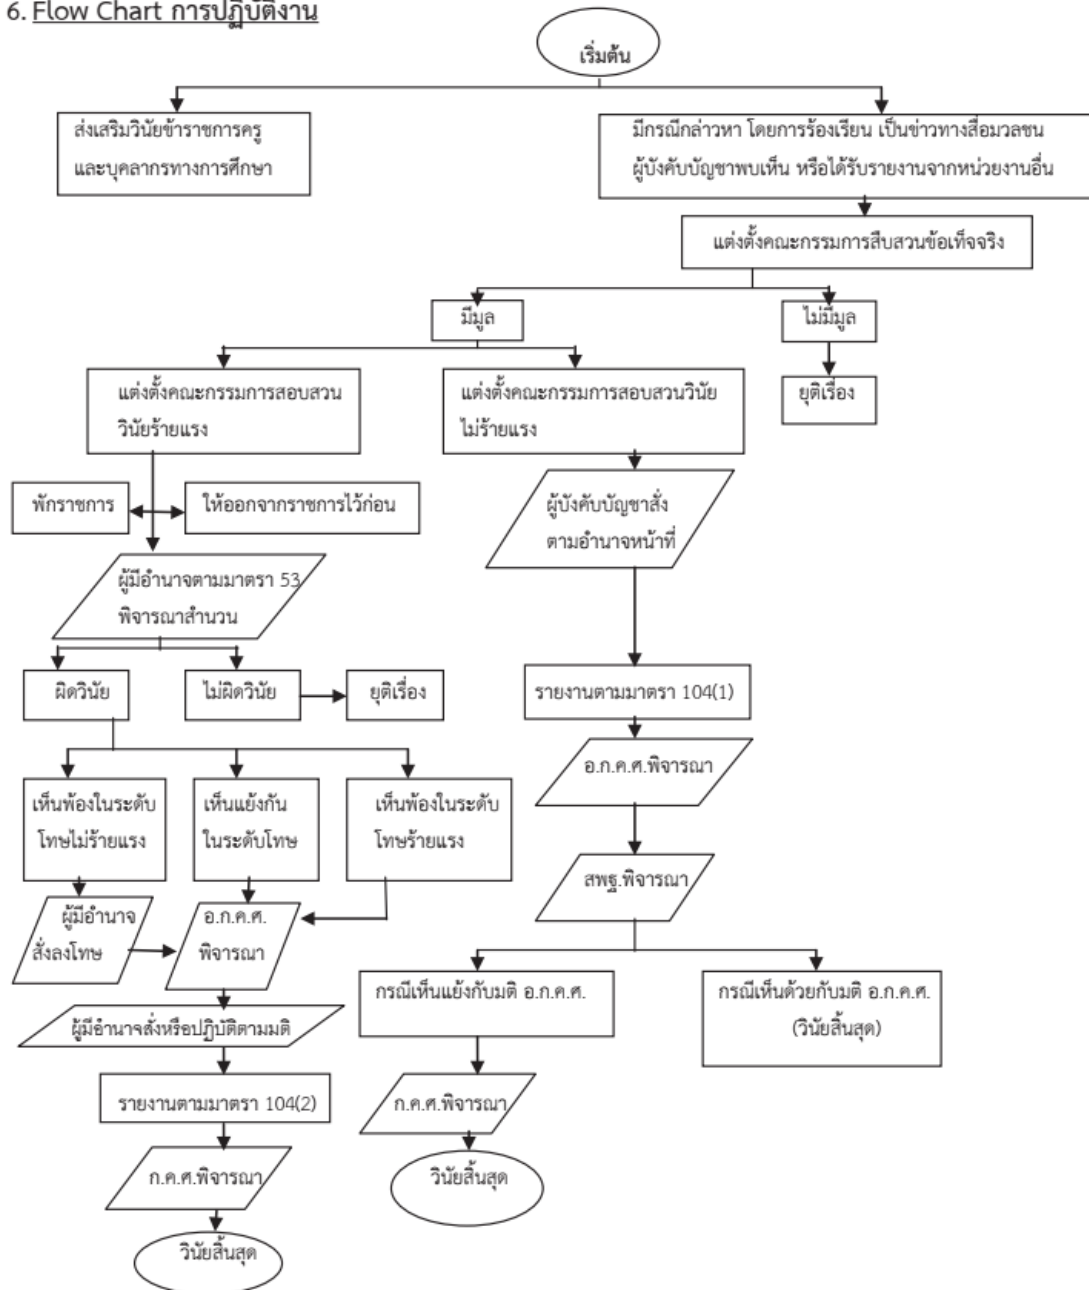 6. Flow Chart การปฏิบัติงาน
เริ่มต้น
ส่งเสริมวินัยข้าราชการครู
และบุคลากรทางการศึกษา
มีกรณีกล่าวหา โดยการร้องเรียน เป็นข่าวทางสื่อมวลชน
ผู้บังคับบัญชาพบเห็น หรือได้รับรายงานจากหน่วยงานอื่น
แต่งตั้งคณะกรรมการสืบสวนข้อเท็จจริง
มีมูล
ไม่มีมูล
แต่งตั้งคณะกรรมการสอบสวน
วินัยร้ายแรง
แต่งตั้งคณะกรรมการสอบสวนวินัย
ไม่ร้ายแรง
ยุติเรื่อง
พักราชการ
ให้ออกจากราชการไว้ก่อน
ผู้บังคับบัญชาสั่ง
ตามอำนาจหน้าที่
ผู้มีอำนาจตามมาตรา 53
พิจารณาสำนวน
ผิดวินัย
ไม่ผิดวินัย
ยุติเรื่อง
รายงานตามมาตรา 104(1)
อ.ก.ค.ศ.พิจารณา
เห็นพ้องในระดับ
โทษไม่ร้ายแรง
เห็นแย้งกัน
ในระดับโทษ
เห็นพ้องในระดับ
โทษร้ายแรง
สพฐ.พิจารณา
ผู้มีอำนาจ
สั่งลงโทษ
อ.ก.ค.ศ.
พิจารณา
กรณีเห็นแย้งกับมติ อ.ก.ค.ศ.
กรณีเห็นด้วยกับมติ อ.ก.ค.ศ.
(วินัยสิ้นสุด)
ผู้มีอำนาจสั่งหรือปฏิบัติตามมติ
รายงานตามมาตรา 104(2)
ก.ค.ศ.พิจารณา
ก.ค.ศ.พิจารณา
วินัยสิ้นสุด
วินัยสิ้นสุด